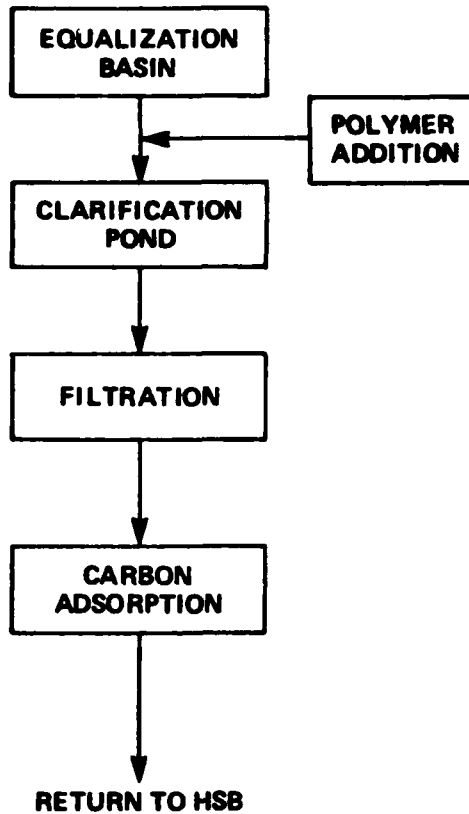 EQUALIZATION
BASIN
POLYMER
ADDITION
CLARIFICATION
POND
FILTRATION
CARBON
ADSORPTION
RETURN TO HSB